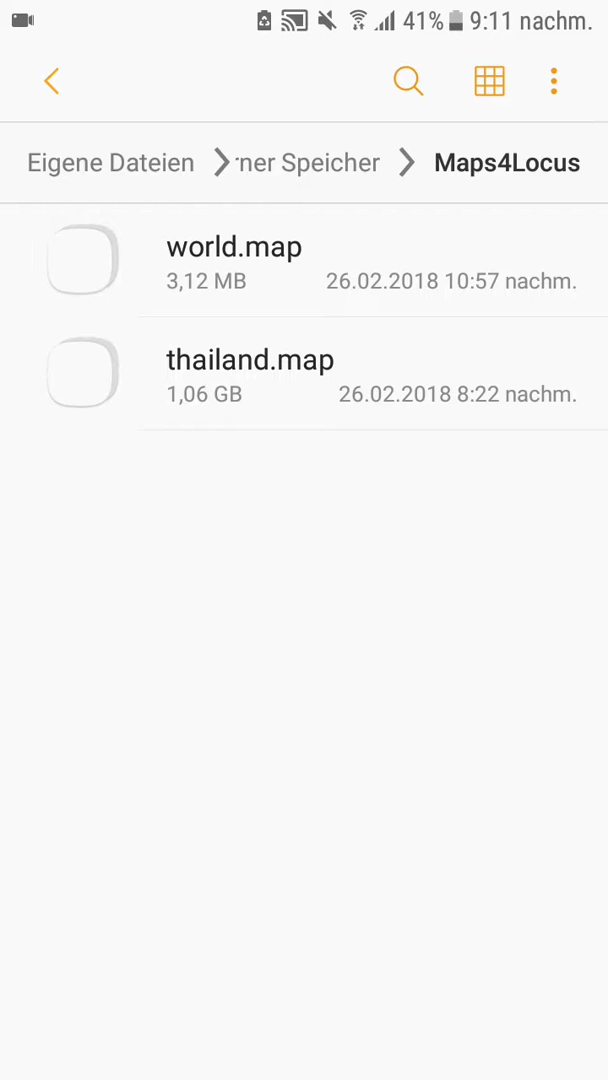 41% 9:11 nachm.
Eigene Dateien ner Speicher Maps4Locus
world.map
3,12 MB 26.02.2018 10:57 nachm.
thailand.map
1,06 GB 26.02.2018 8:22 nachm.